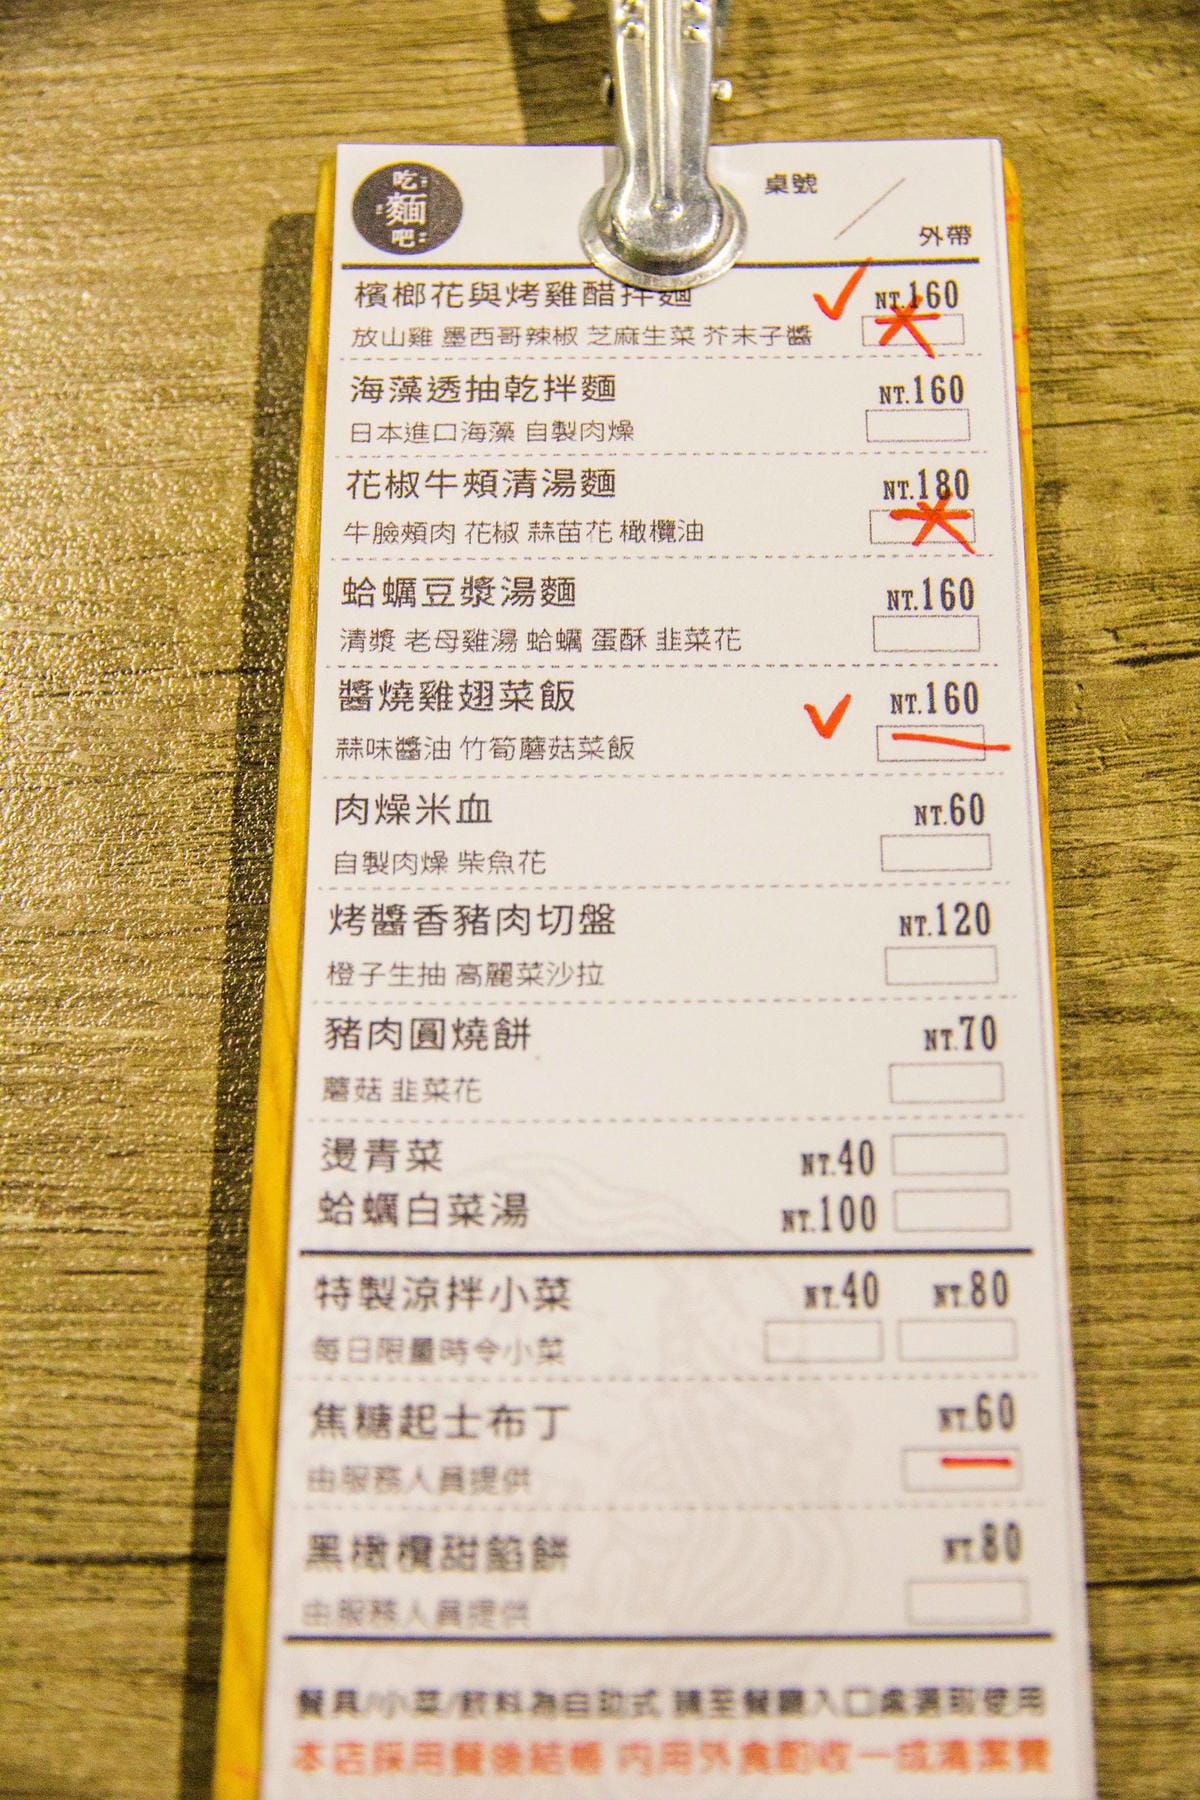 吃
麵
吧
桌號
外帶
檳榔花與烤雞醋拌麵 NT.160
放山雞 墨西哥辣椒 芝麻生菜 芥末子醬
海藻透抽乾拌麵 NT.160
日本進口海藻 自製肉燥
花椒牛頰清湯麵 NT.180
牛臉頰肉 花椒 蒜苗花 橄欖油
蛤蠣豆漿湯麵 NT.160
清漿 老母雞湯 蛤蠣 蛋酥 韭菜花
醬燒雞翅菜飯 NT.160
蒜味醬油 竹筍蘑菇菜飯
肉燥米血 NT.60
自製肉燥 柴魚花
烤醬香豬肉切盤 NT.120
橙子生抽 高麗菜沙拉
豬肉圓燒餅 NT.70
蘑菇 韭菜花
燙青菜 NT.40
蛤蠣白菜湯 NT.100
特製涼拌小菜 NT.40 NT.80
每日限量時令小菜
焦糖起士布丁 NT.60
由服務人員提供
黑橄欖甜餡餅 NT.80
由服務人員提供
餐具/小菜/飲料為自助式 請至餐廳入口處選取使用
本店採用餐後結帳 內用外食酌收一成清潔費